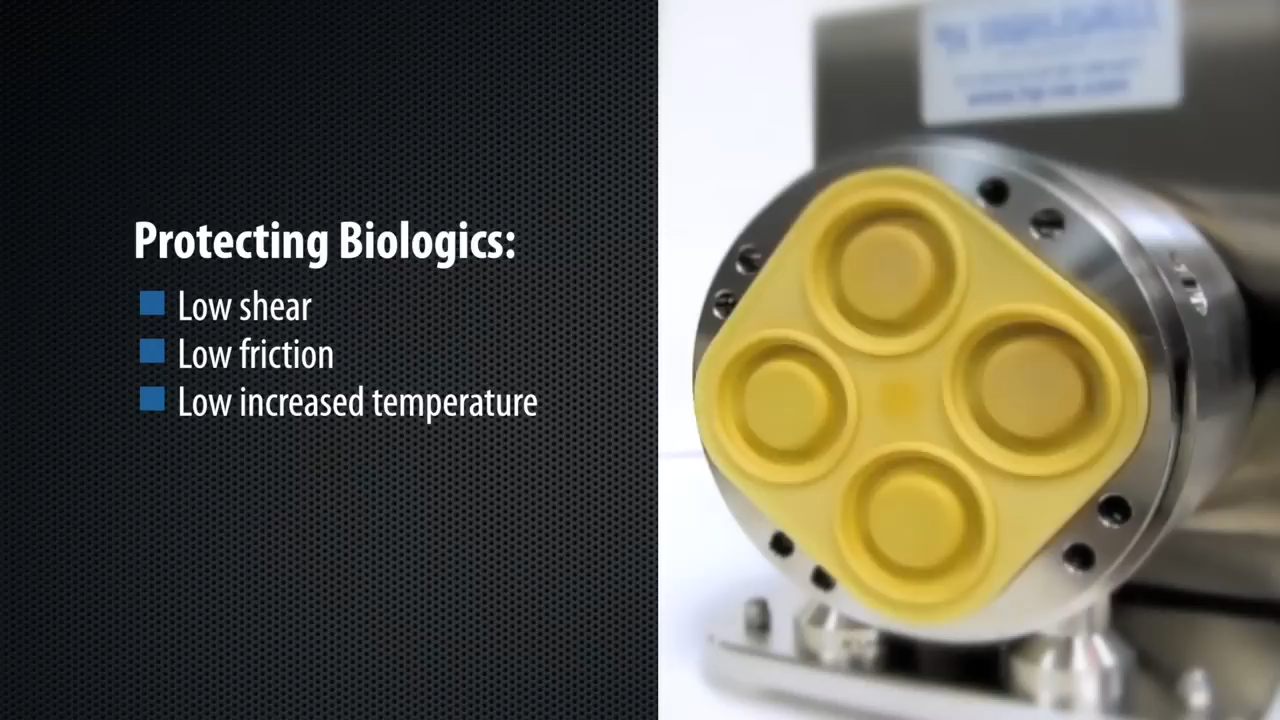 Protecting Biologics:
Low shear
Low friction
Low increased temperature